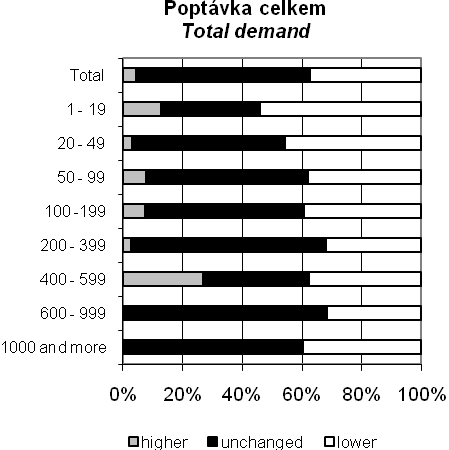 Poptávka celkem
Total demand
Total
1 - 19
20 - 49
50 - 99
100 - 199
200 - 399
400 - 599
600 - 999
1000 and more
0% 20% 40% 60% 80% 100%
higher unchanged lower